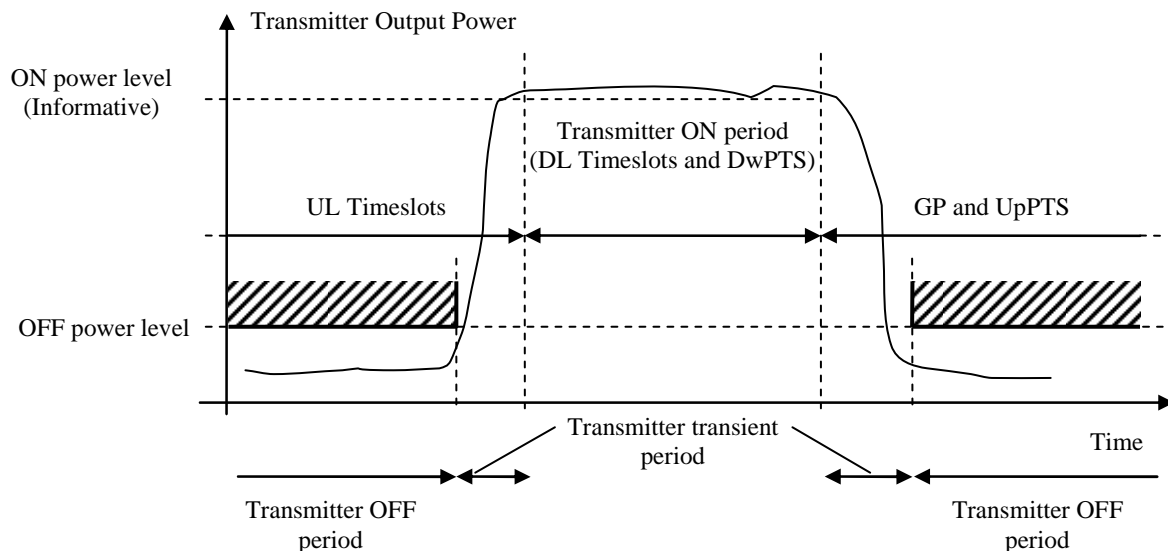 Transmitter Output Power
ON power level
(Informative)
Transmitter ON period
(DL Timeslots and DwPTS)
UL Timeslots
GP and UpPTS
OFF power level
Transmitter transient
period
Time
Transmitter OFF
period
Transmitter OFF
period